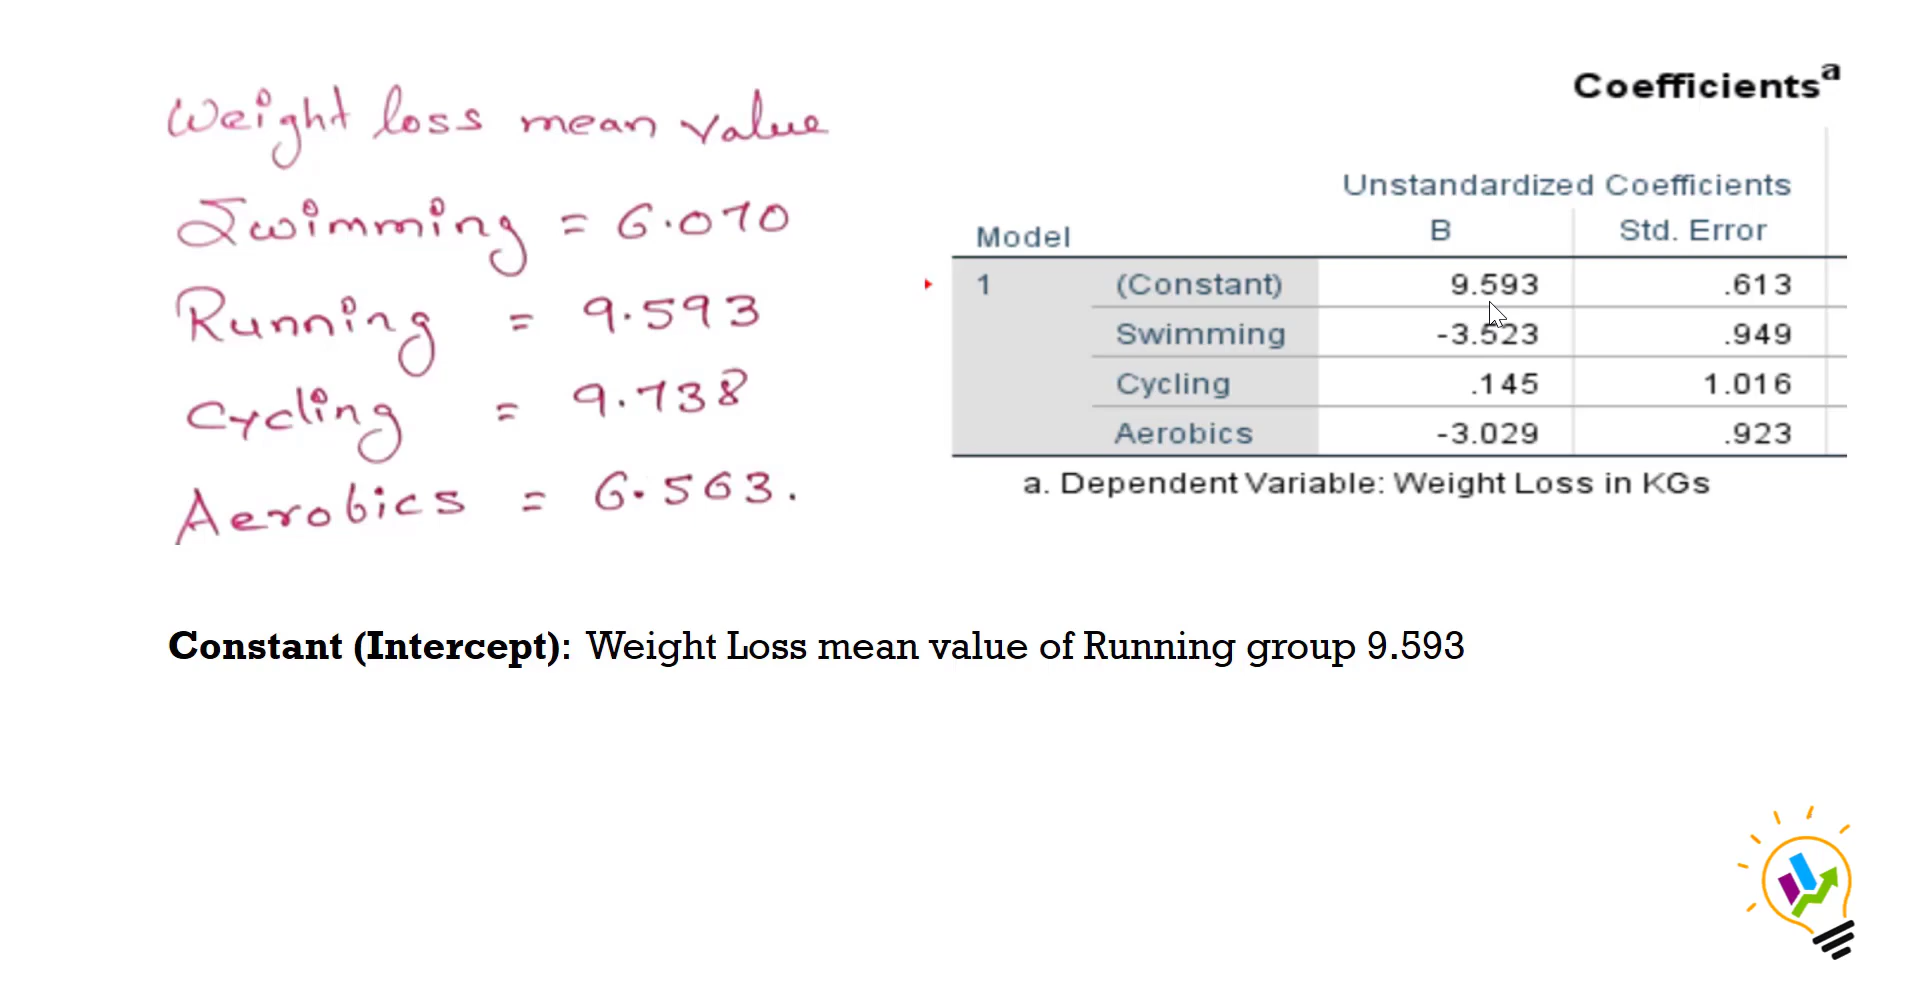 Weight loss mean value
Swimming = 6.070
Running = 9.593
Cycling = 9.738
Aerobics = 6.563.
Coefficientsᵃ
Unstandardized Coefficients
Model B Std. Error
1 (Constant) 9.593 .613
Swimming -3.523 .949
Cycling .145 1.016
Aerobics -3.029 .923
a. Dependent Variable: Weight Loss in KGs
Constant (Intercept): Weight Loss mean value of Running group 9.593